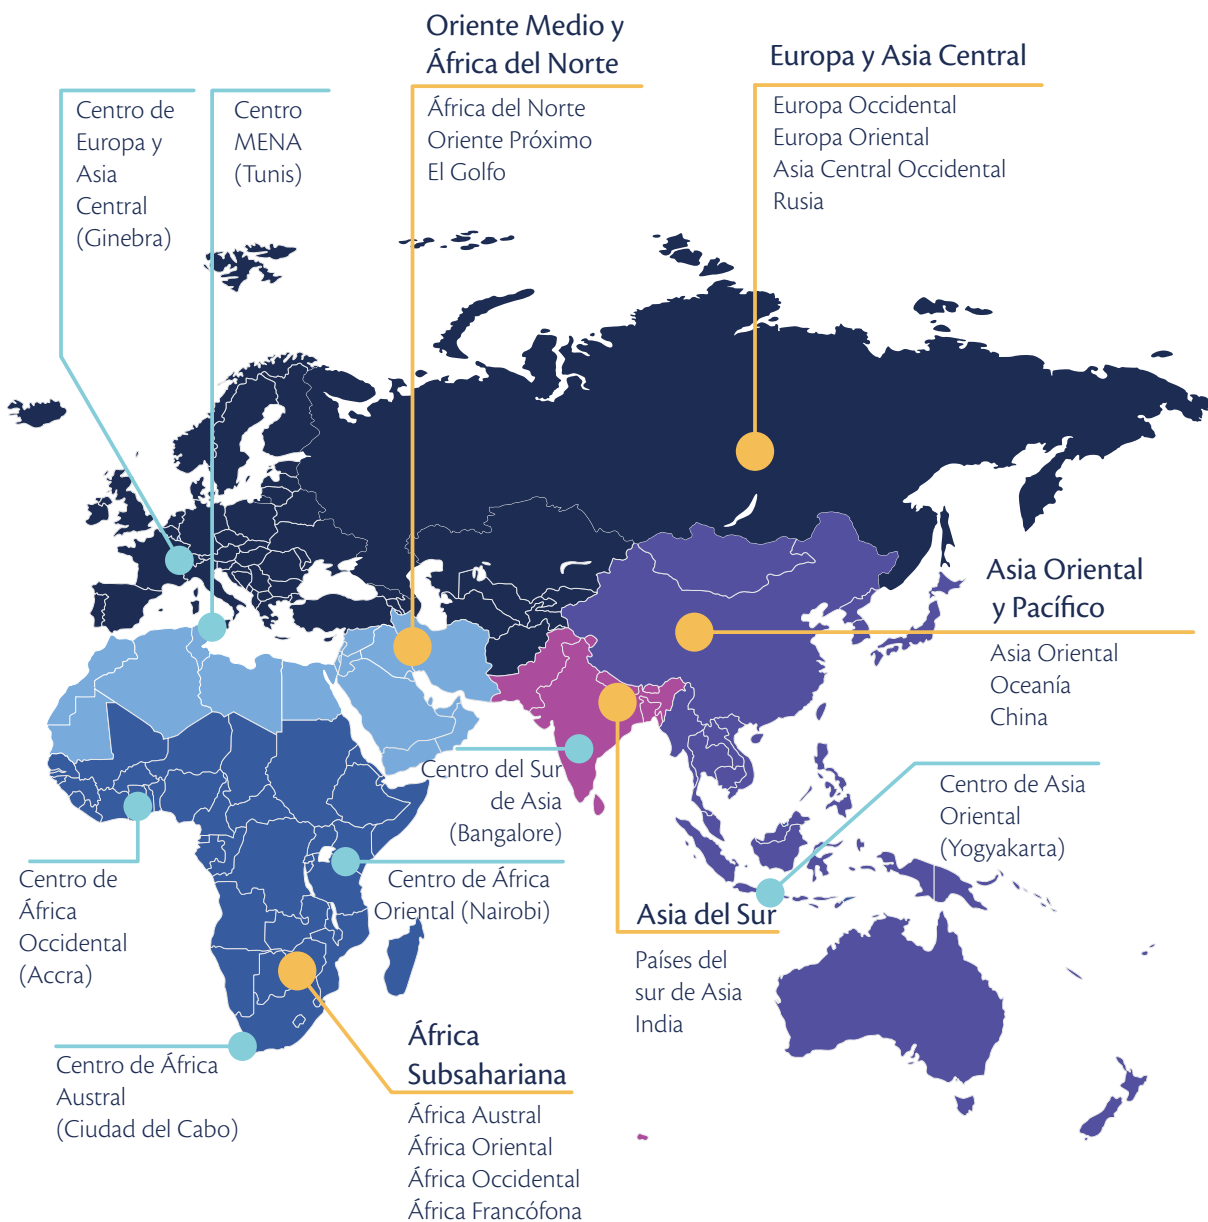 Oriente Medio y
África del Norte
África del Norte
Oriente Próximo
El Golfo
Europa y Asia Central
Europa Occidental
Europa Oriental
Asia Central Occidental
Rusia
Centro de
Europa y
Asia
Central
(Ginebra)
Centro
MENA
(Tunis)
Asia Oriental
y Pacífico
Asia Oriental
Oceanía
China
Centro del Sur
de Asia
(Bangalore)
Centro de Asia
Oriental
(Yogyakarta)
Centro de
África
Occidental
(Accra)
Centro de África
Oriental (Nairobi)
Asia del Sur
Países del
sur de Asia
India
Centro de África
Austral
(Ciudad del Cabo)
África
Subsahariana
África Austral
África Oriental
África Occidental
África Francófona